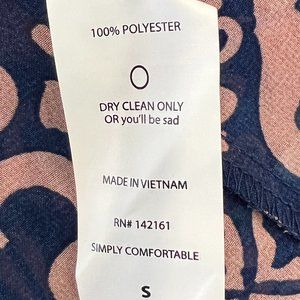 100% POLYESTER
DRY CLEAN ONLY
OR you'll be sad
MADE IN VIETNAM
RN# 142161
SIMPLY COMFORTABLE
S